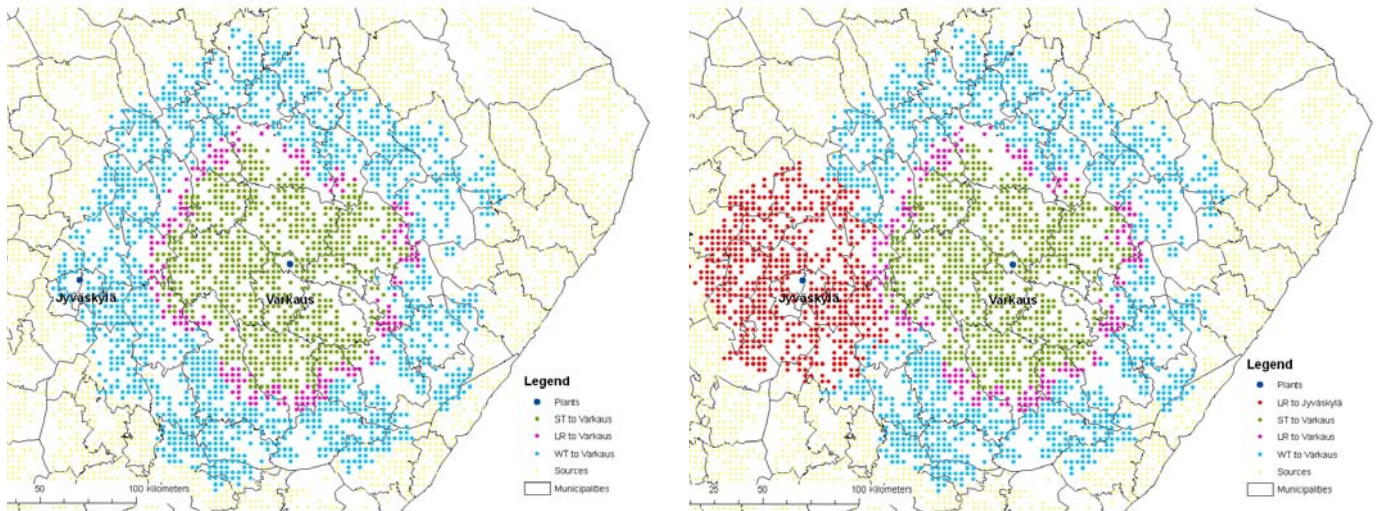 Jyväskylä
Varkaus
Legend
Plants
ST to Varkaus
LR to Varkaus
WT to Varkaus
Sources
Municipalities
50 100 Kilometers
Jyväskylä
Varkaus
Legend
Plants
LR to Jyväskylä
ST to Varkaus
LR to Varkaus
WT to Varkaus
Sources
Municipalities
25 50 100 Kilometers